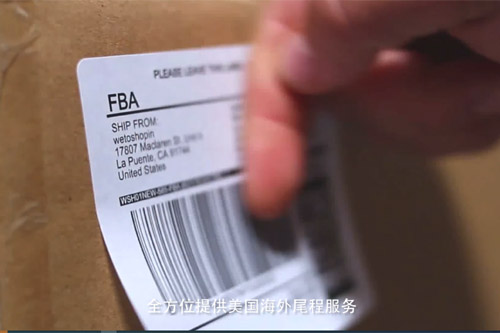 PLEASE LEAVE THIS LABEL
FBA
SHIP FROM:
wetoshopin
17807 Maclaren St,
La Puente, CA 91744
United States
全方位提供美国海外尾程服务